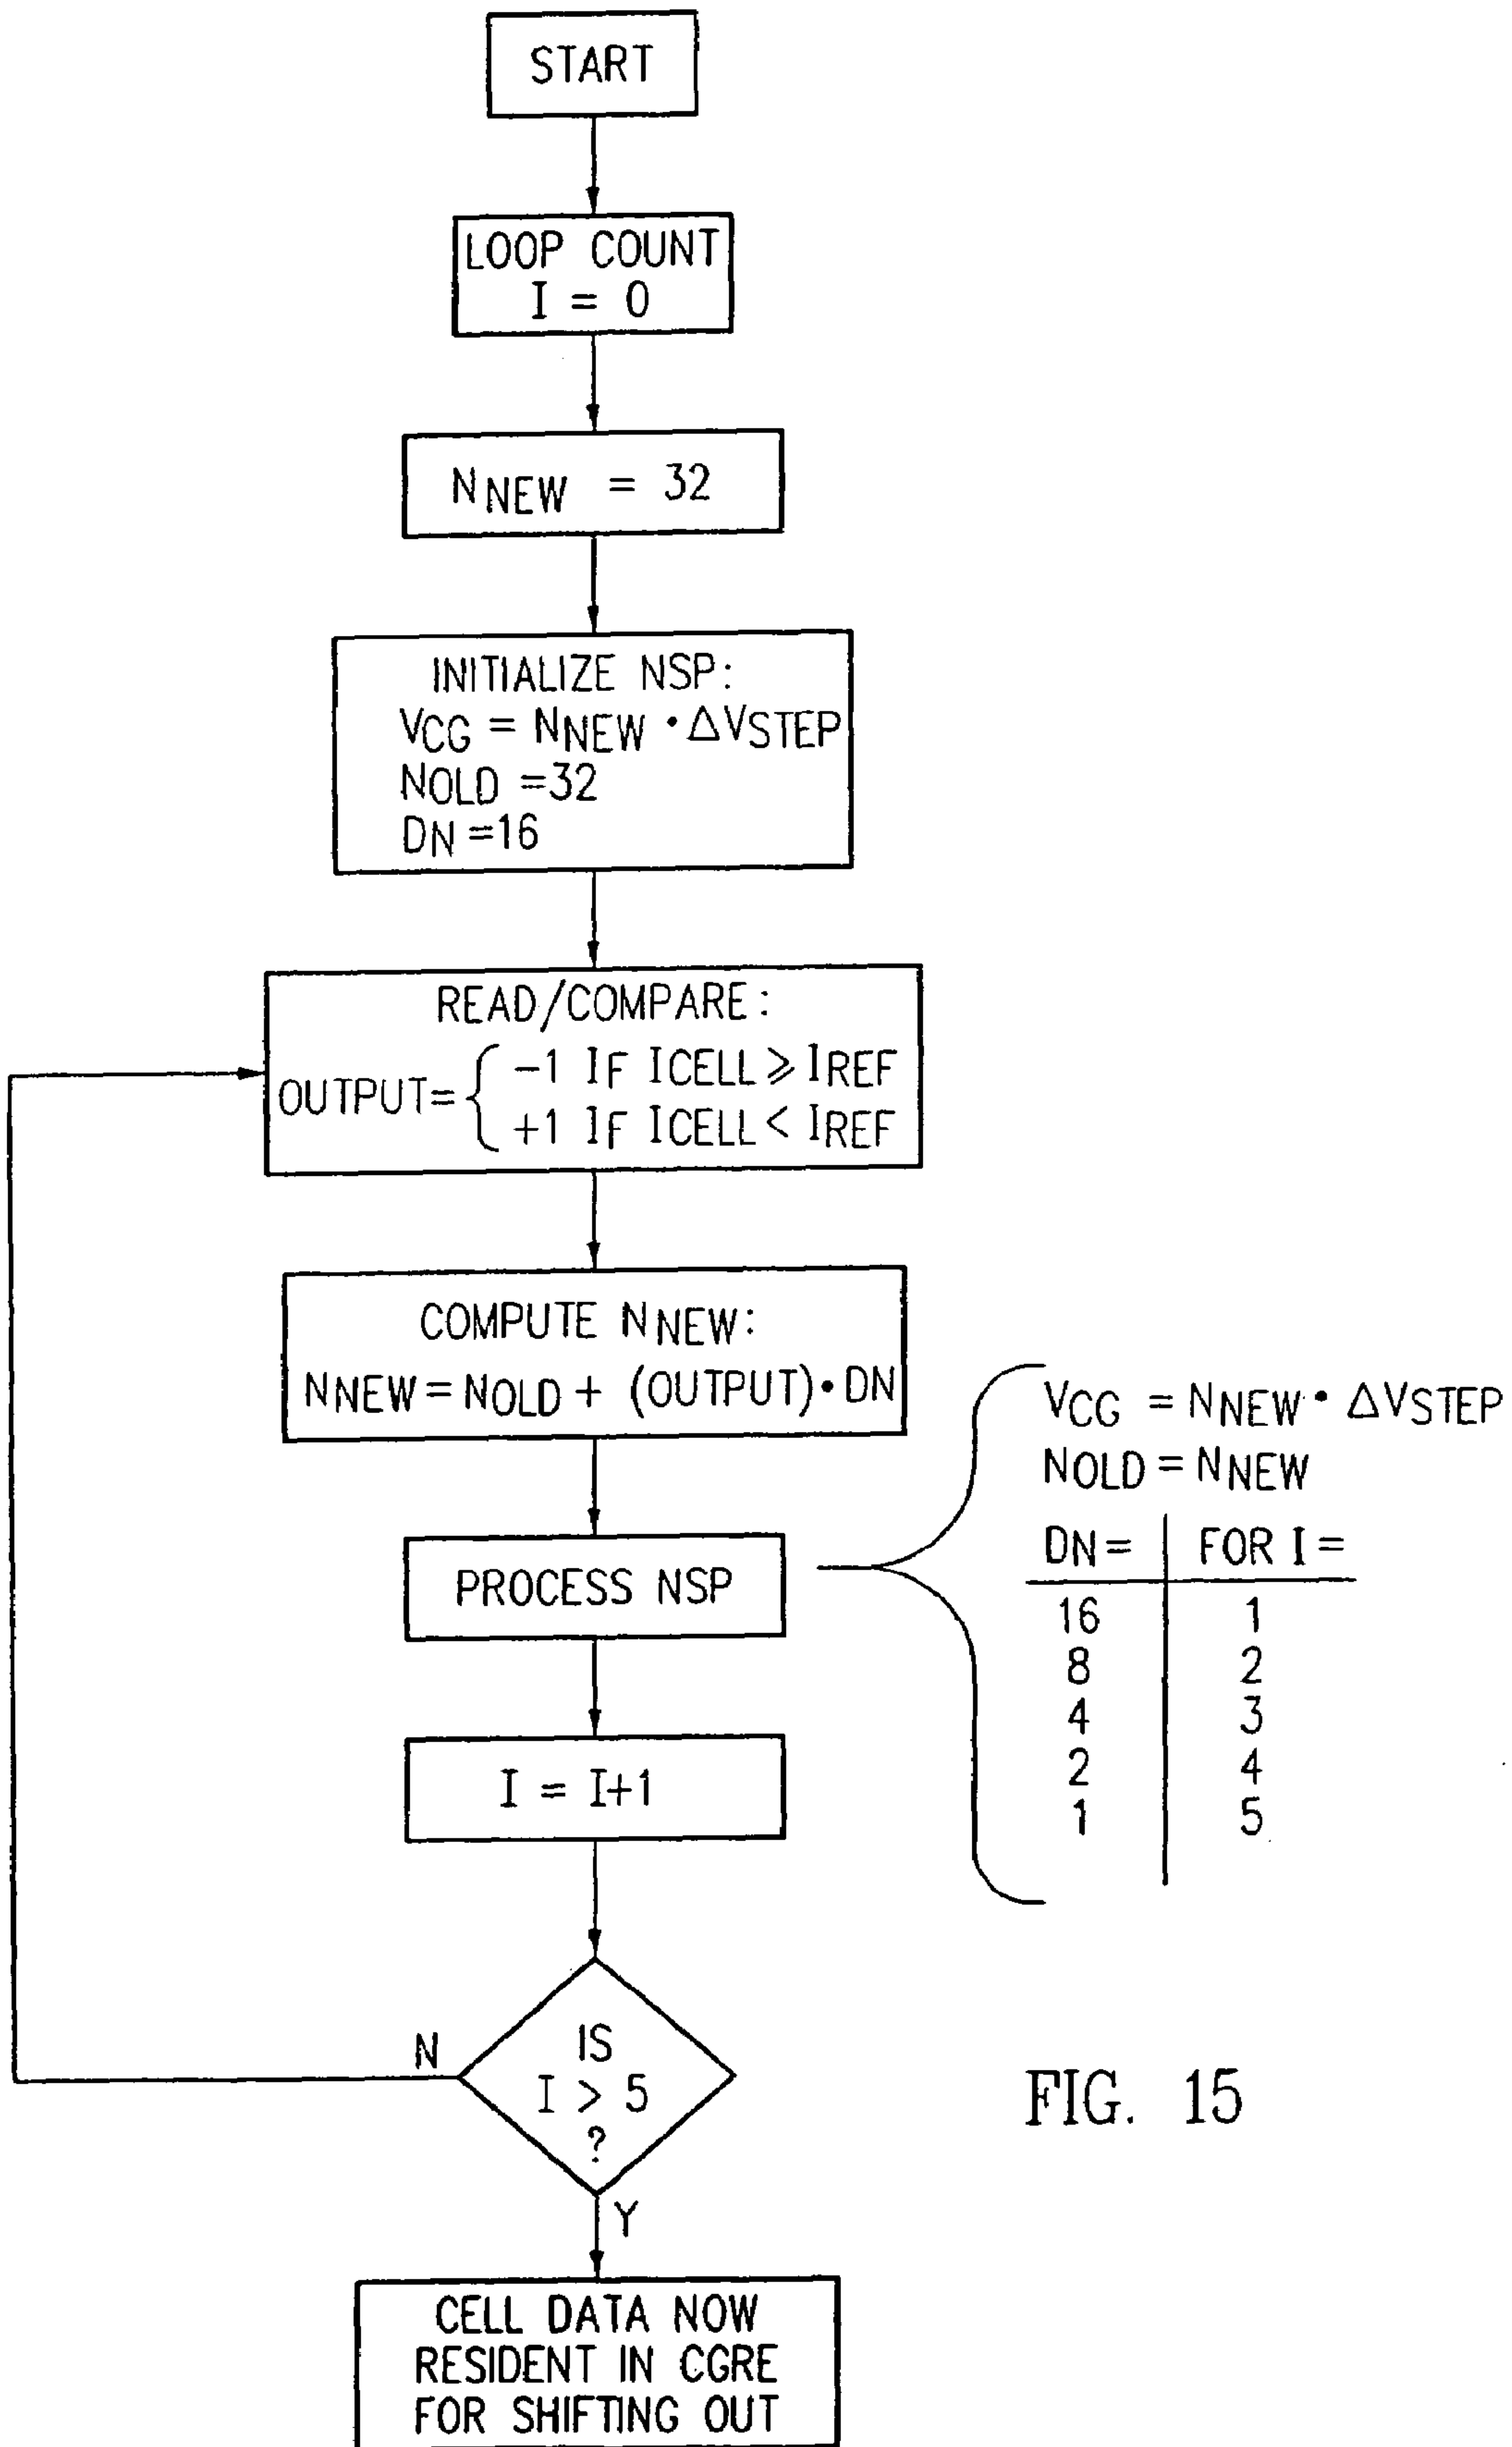 START
LOOP COUNT
I = 0
NNEW = 32
INITIALIZE NSP:
VCG = NNEW • ΔVSTEP
NOLD = 32
DN = 16
READ/COMPARE:
OUTPUT = { -1 IF ICELL ⩾ IREF
+1 IF ICELL < IREF
COMPUTE NNEW:
NNEW = NOLD + (OUTPUT) • DN
PROCESS NSP
VCG = NNEW • ΔVSTEP
NOLD = NNEW
DN = FOR I =
16 1
8 2
4 3
2 4
1 5
I = I+1
IS
I > 5
?
N
Y
CELL DATA NOW
RESIDENT IN CGRE
FOR SHIFTING OUT
FIG. 15